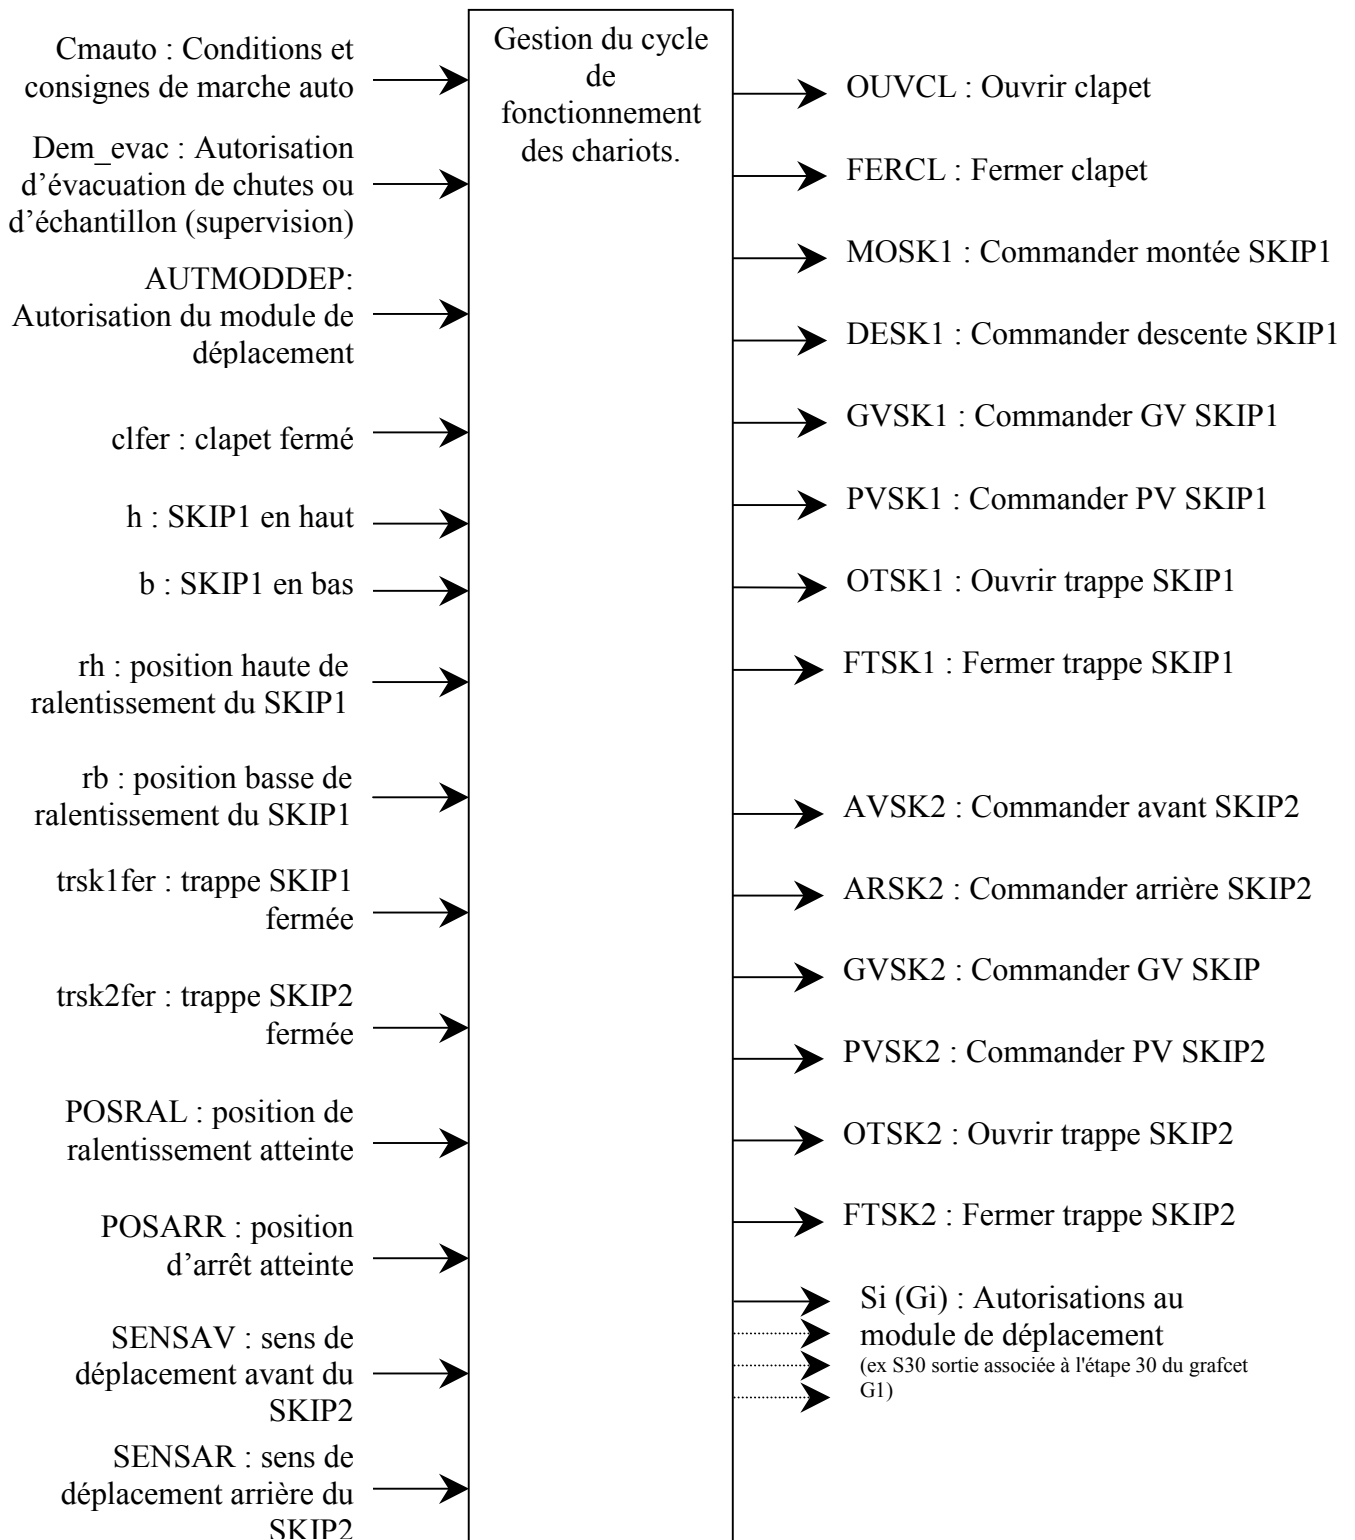 Cmauto : Conditions et
consignes de marche auto
Dem_evac : Autorisation
d’évacuation de chutes ou
d’échantillon (supervision)
AUTMODDEP:
Autorisation du module de
déplacement
clfer : clapet fermé
h : SKIP1 en haut
b : SKIP1 en bas
rh : position haute de
ralentissement du SKIP1
rb : position basse de
ralentissement du SKIP1
trsk1fer : trappe SKIP1
fermée
trsk2fer : trappe SKIP2
fermée
POSRAL : position de
ralentissement atteinte
POSARR : position
d’arrêt atteinte
SENSAV : sens de
déplacement avant du
SKIP2
SENSAR : sens de
déplacement arrière du
SKIP2
Gestion du cycle
de
fonctionnement
des chariots.
OUVCL : Ouvrir clapet
FERCL : Fermer clapet
MOSK1 : Commander montée SKIP1
DESK1 : Commander descente SKIP1
GVSK1 : Commander GV SKIP1
PVSK1 : Commander PV SKIP1
OTSK1 : Ouvrir trappe SKIP1
FTSK1 : Fermer trappe SKIP1
AVSK2 : Commander avant SKIP2
ARSK2 : Commander arrière SKIP2
GVSK2 : Commander GV SKIP
PVSK2 : Commander PV SKIP2
OTSK2 : Ouvrir trappe SKIP2
FTSK2 : Fermer trappe SKIP2
Si (Gi) : Autorisations au
module de déplacement
(ex S30 sortie associée à l'étape 30 du grafcet
G1)